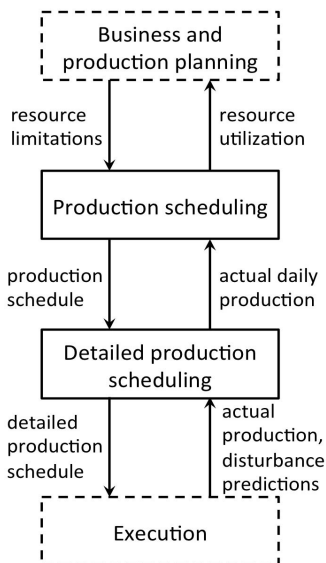 Business and
production planning
resource
limitations
resource
utilization
Production scheduling
production
schedule
actual daily
production
Detailed production
scheduling
detailed
production
schedule
actual
production,
disturbance
predictions
Execution